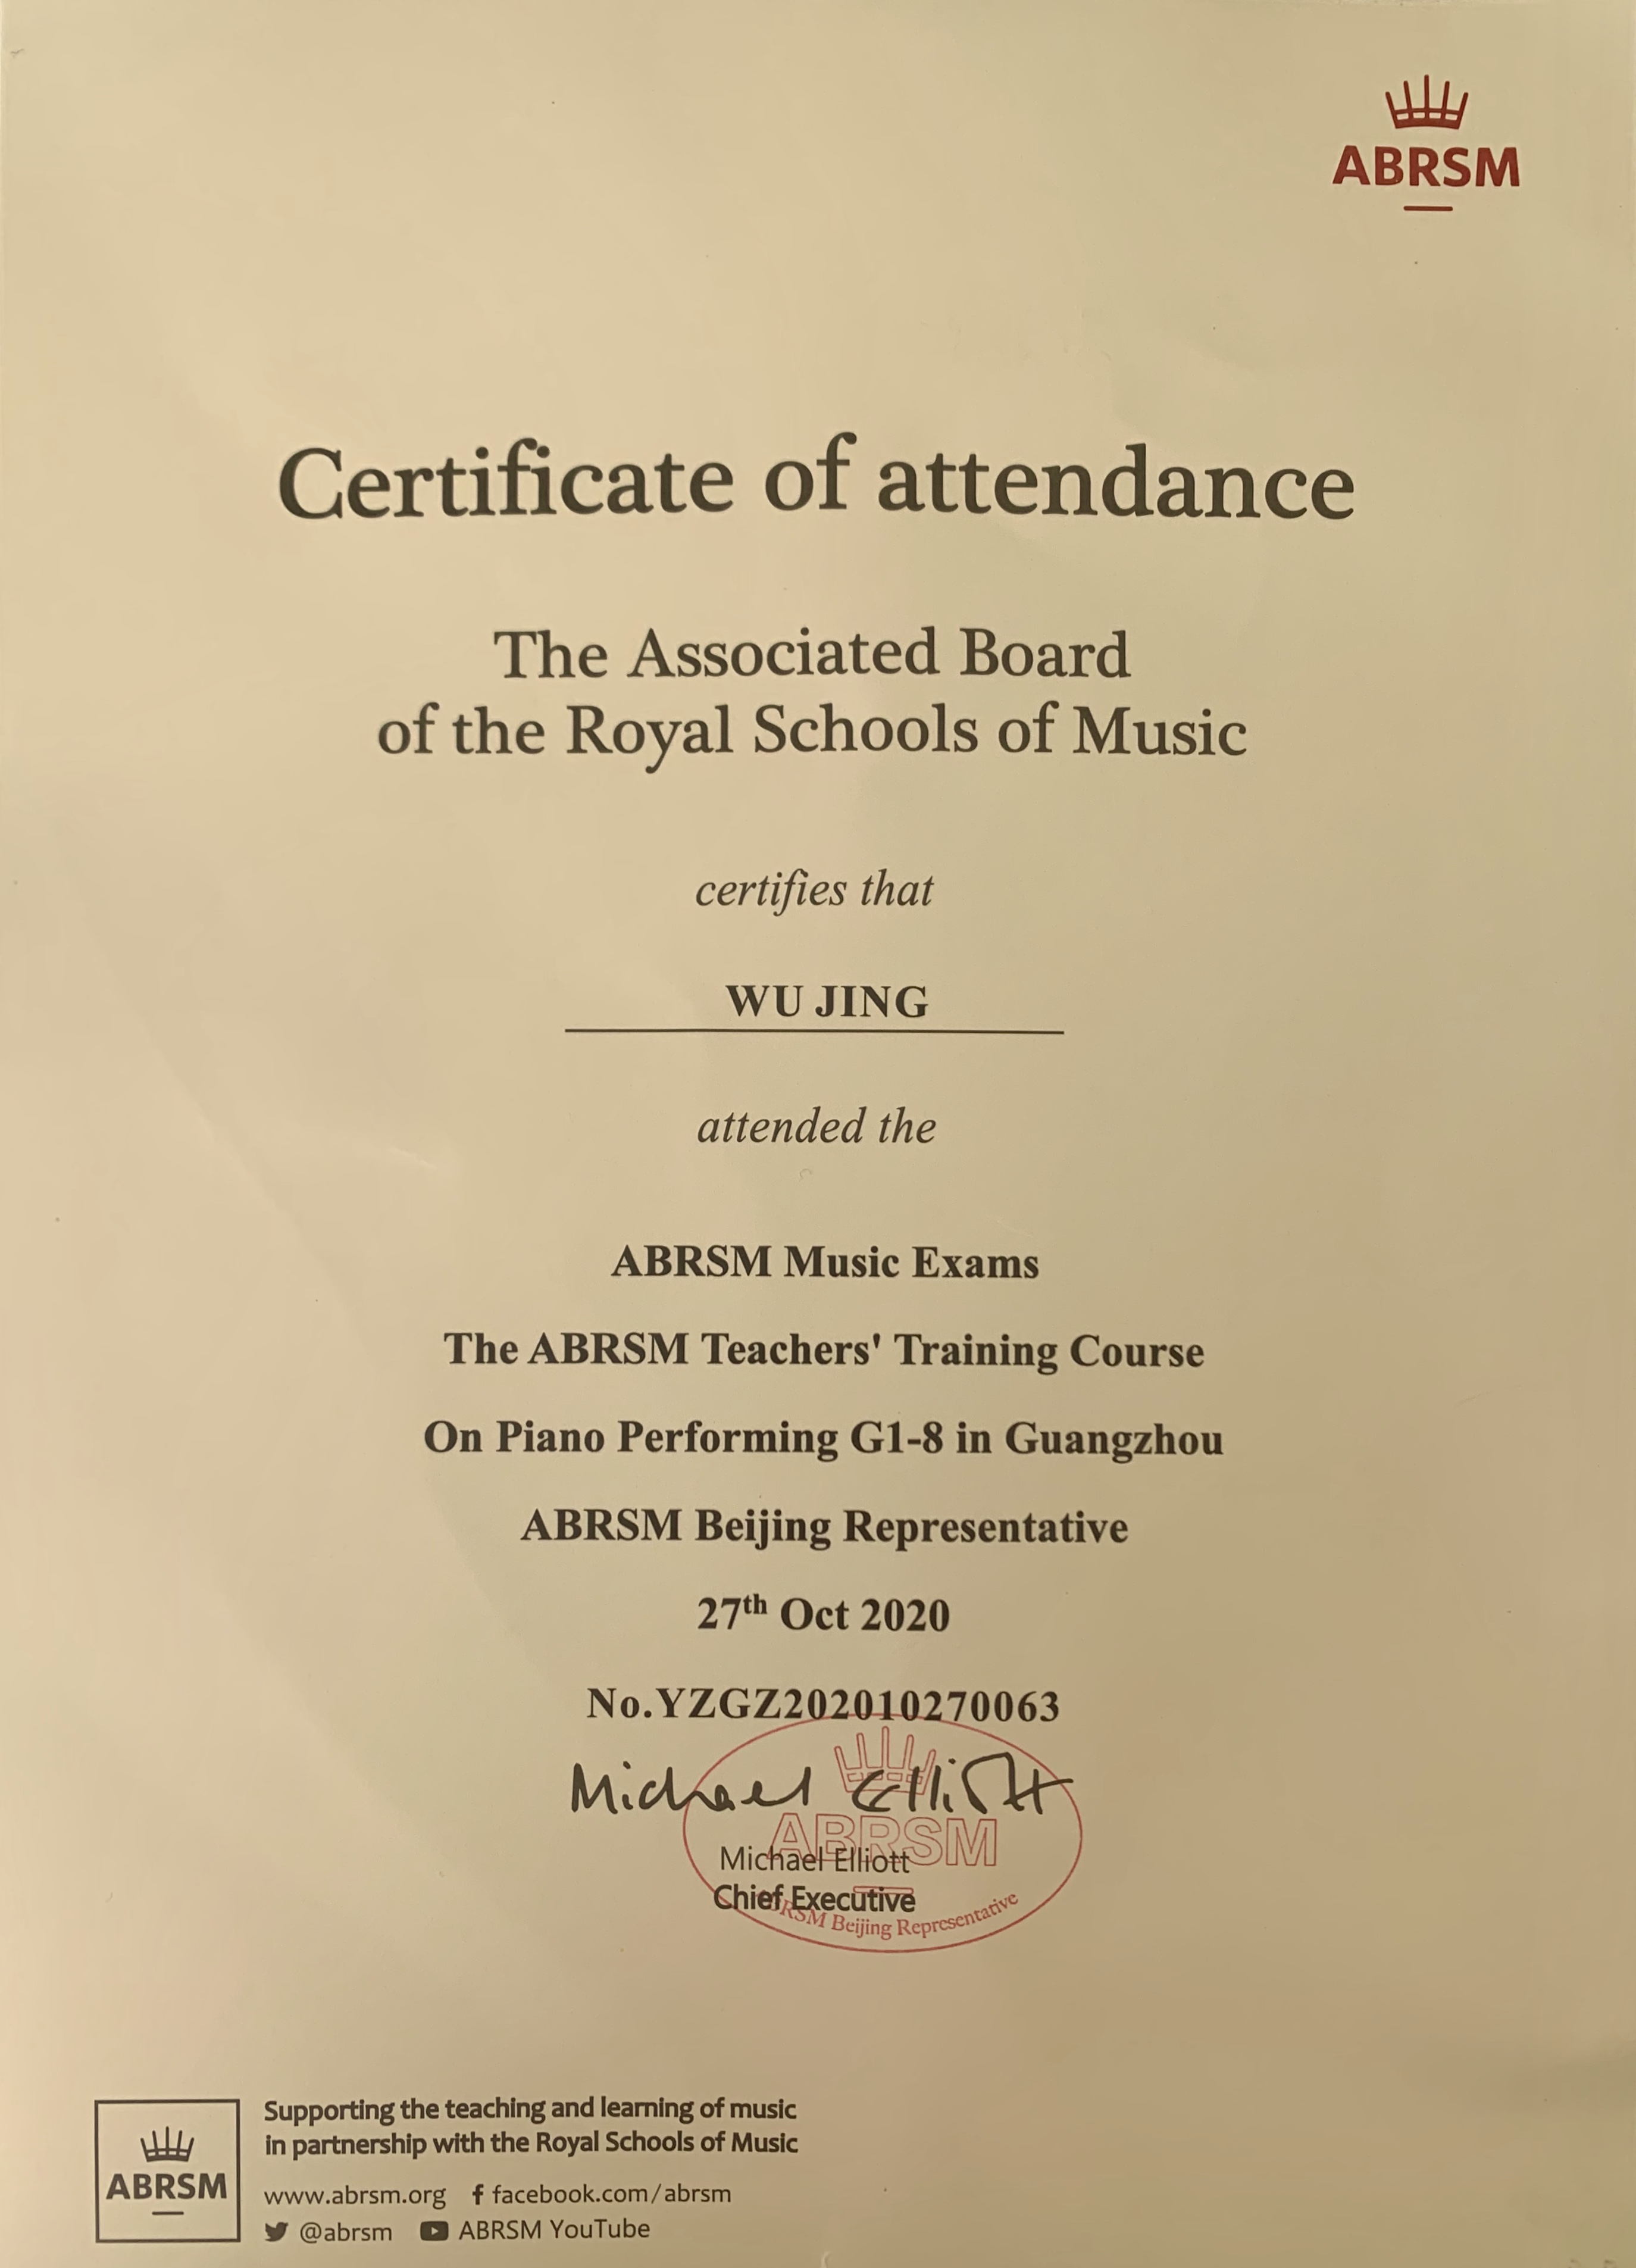 ABRSM
Certificate of attendance
The Associated Board
of the Royal Schools of Music
certifies that
WU JING
attended the
ABRSM Music Exams
The ABRSM Teachers' Training Course
On Piano Performing G1-8 in Guangzhou
ABRSM Beijing Representative
27th Oct 2020
No.YZGZ202010270063
Michael Elliott
ABRSM
Michael Elliott
Chief Executive
ABRSM Beijing Representative
ABRSM
Supporting the teaching and learning of music
in partnership with the Royal Schools of Music
www.abrsm.org facebook.com/abrsm
@abrsm ABRSM YouTube